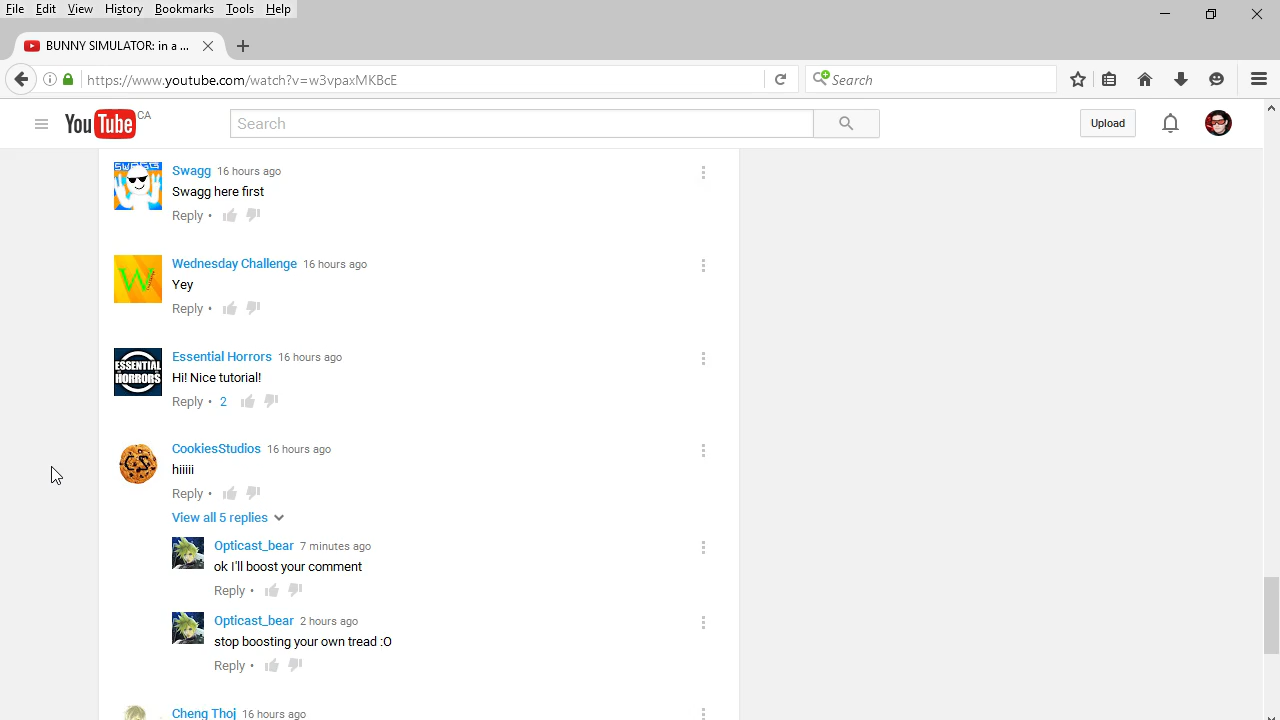 File Edit View History Bookmarks Tools Help
BUNNY SIMULATOR: in a ...
https://www.youtube.com/watch?v=w3vpaxMKBcE
Search
YouTube CA
Search
Upload
SWAGG
Swagg 16 hours ago
Swagg here first
Reply •
W
Wednesday Challenge 16 hours ago
Yey
Reply •
ESSENTIAL
HORRORS
Essential Horrors 16 hours ago
Hi! Nice tutorial!
Reply • 2
CS
CookiesStudios 16 hours ago
hiiiii
Reply •
View all 5 replies
Opticast_bear 7 minutes ago
ok I'll boost your comment
Reply •
Opticast_bear 2 hours ago
stop boosting your own tread :O
Reply •
Cheng Thoj 16 hours ago